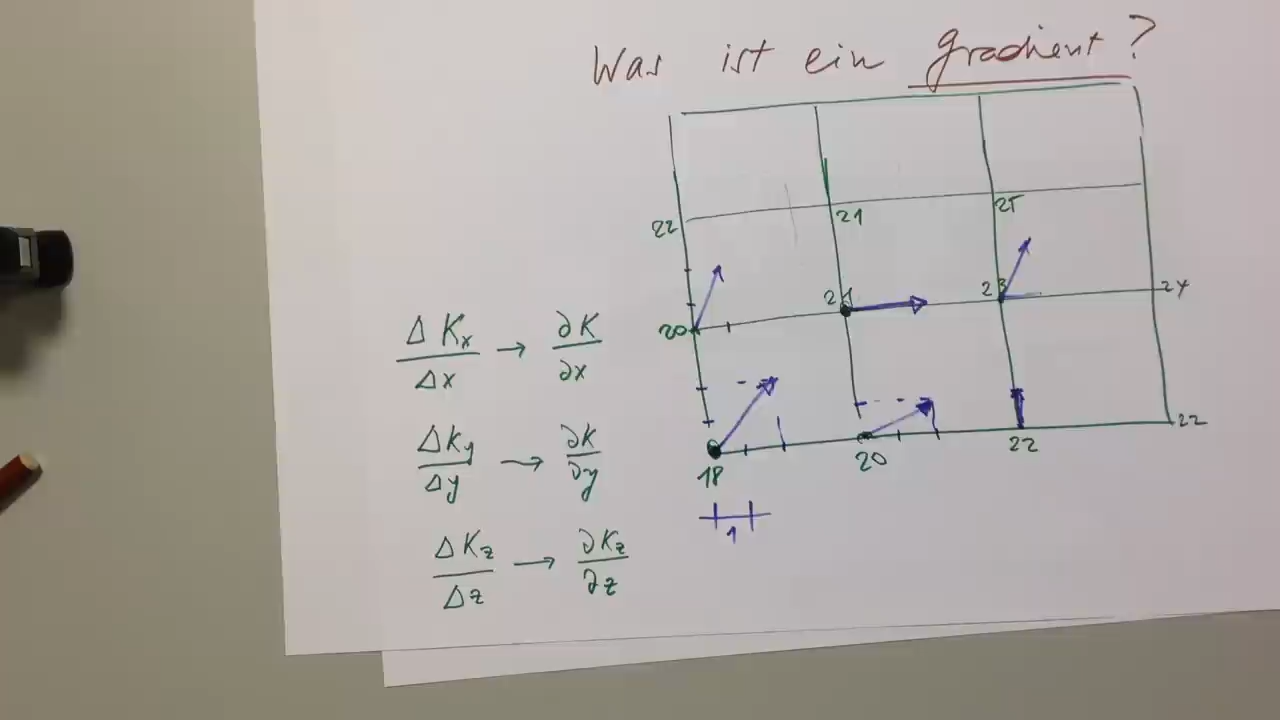 Was ist ein Gradient?
22 21 25
20 21 23 24
18 20 22 22
1
Δ Kx / Δx → ∂K / ∂x
ΔKy / Δy → ∂K / ∂y
ΔKz / Δz → ∂Kz / ∂z